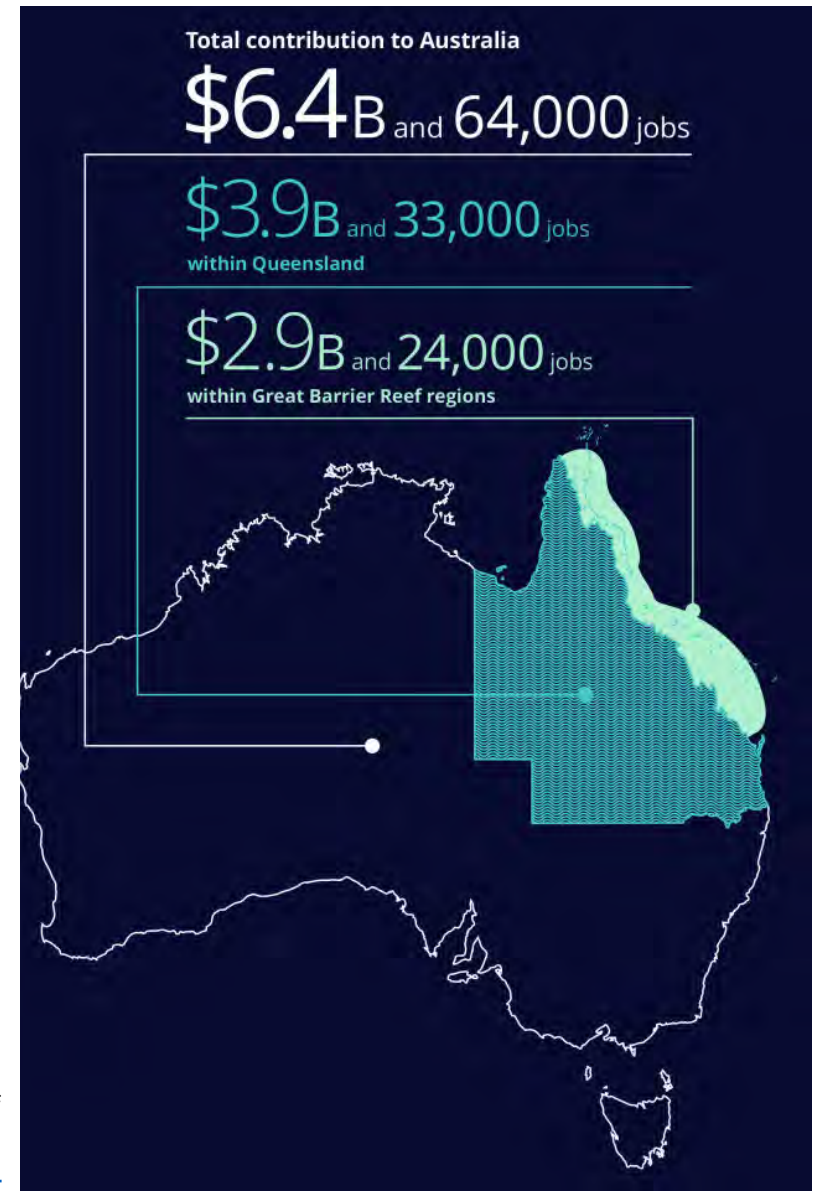 Total contribution to Australia
$6.4B and 64,000 jobs
$3.9B and 33,000 jobs
within Queensland
$2.9B and 24,000 jobs
within Great Barrier Reef regions